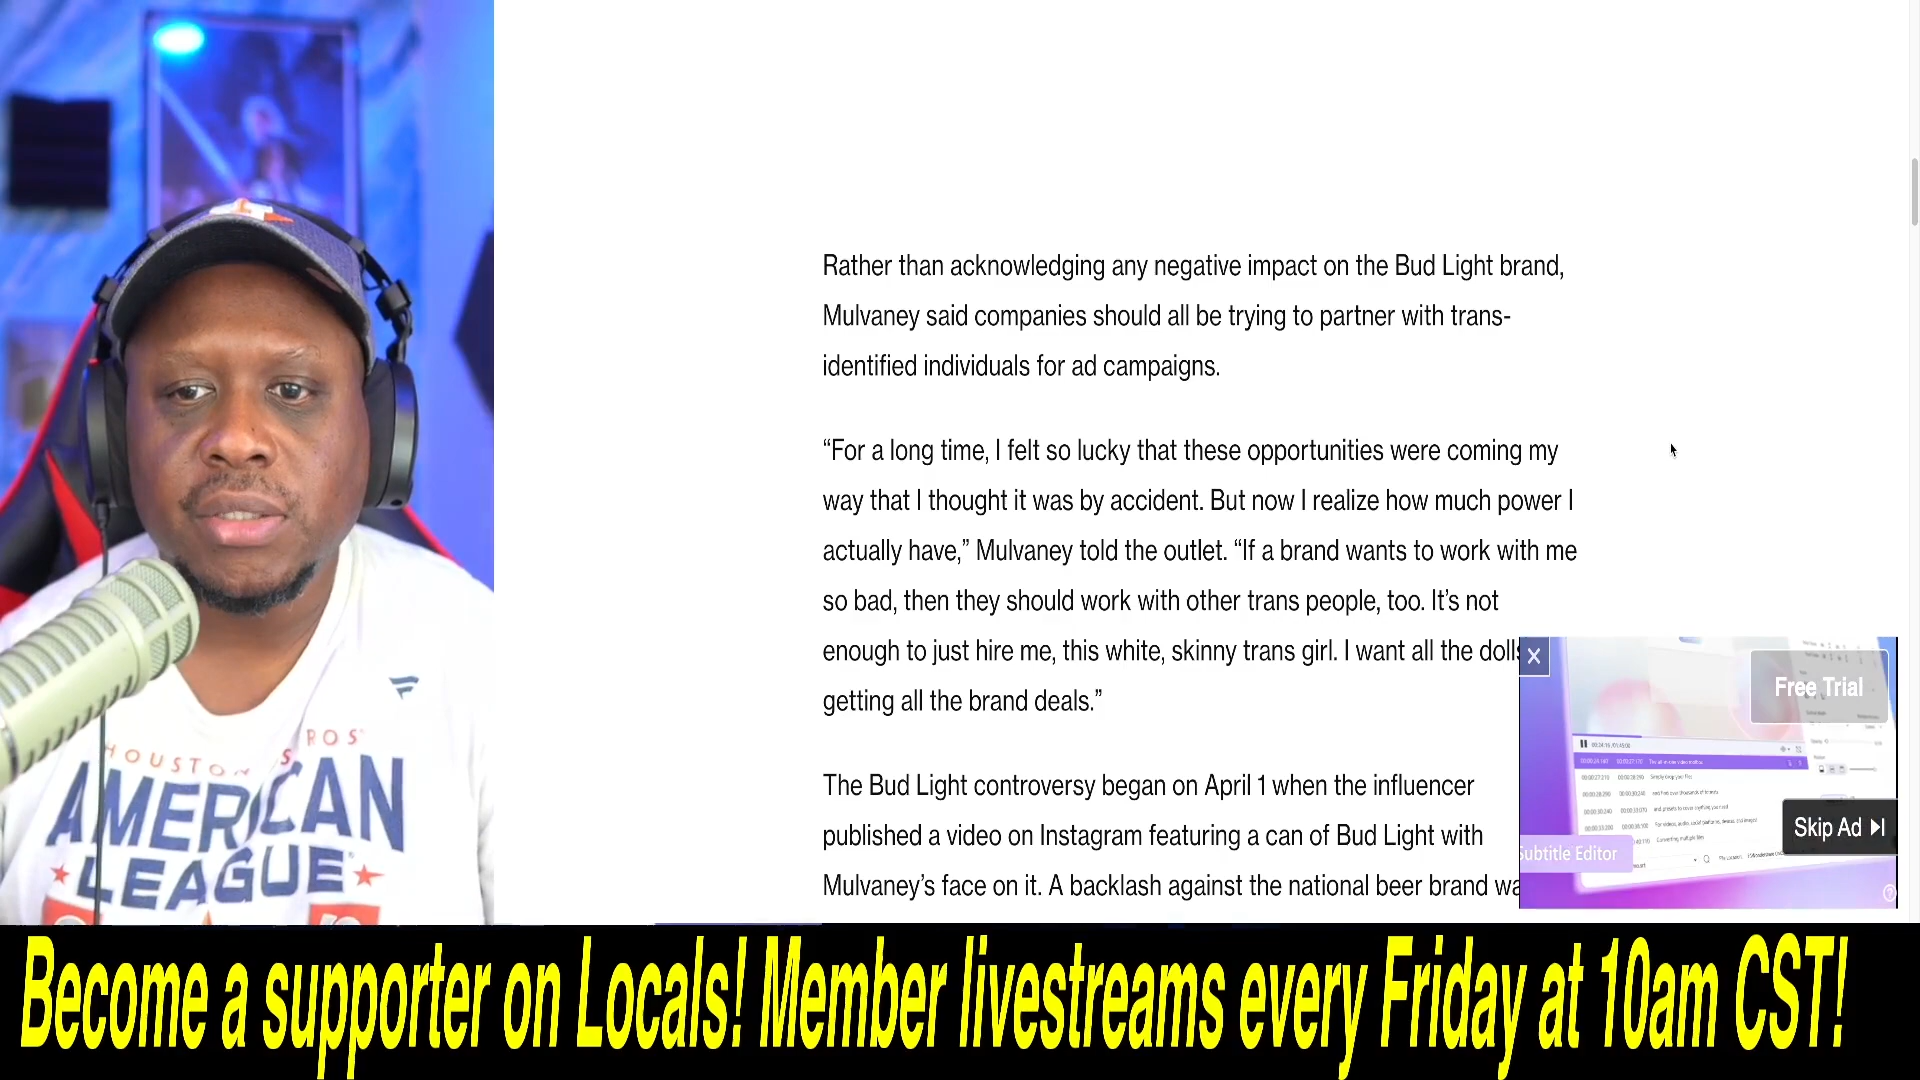 Rather than acknowledging any negative impact on the Bud Light brand,
Mulvaney said companies should all be trying to partner with trans-
identified individuals for ad campaigns.
“For a long time, I felt so lucky that these opportunities were coming my
way that I thought it was by accident. But now I realize how much power I
actually have,” Mulvaney told the outlet. “If a brand wants to work with me
so bad, then they should work with other trans people, too. It’s not
enough to just hire me, this white, skinny trans girl. I want all the dolls
getting all the brand deals.”
The Bud Light controversy began on April 1 when the influencer
published a video on Instagram featuring a can of Bud Light with
Mulvaney’s face on it. A backlash against the national beer brand wa
Free Trial
Skip Ad
Subtitle Editor
HOUSTON ROS
AMERICAN
LEAGUE
Become a supporter on Locals! Member livestreams every Friday at 10am CST!